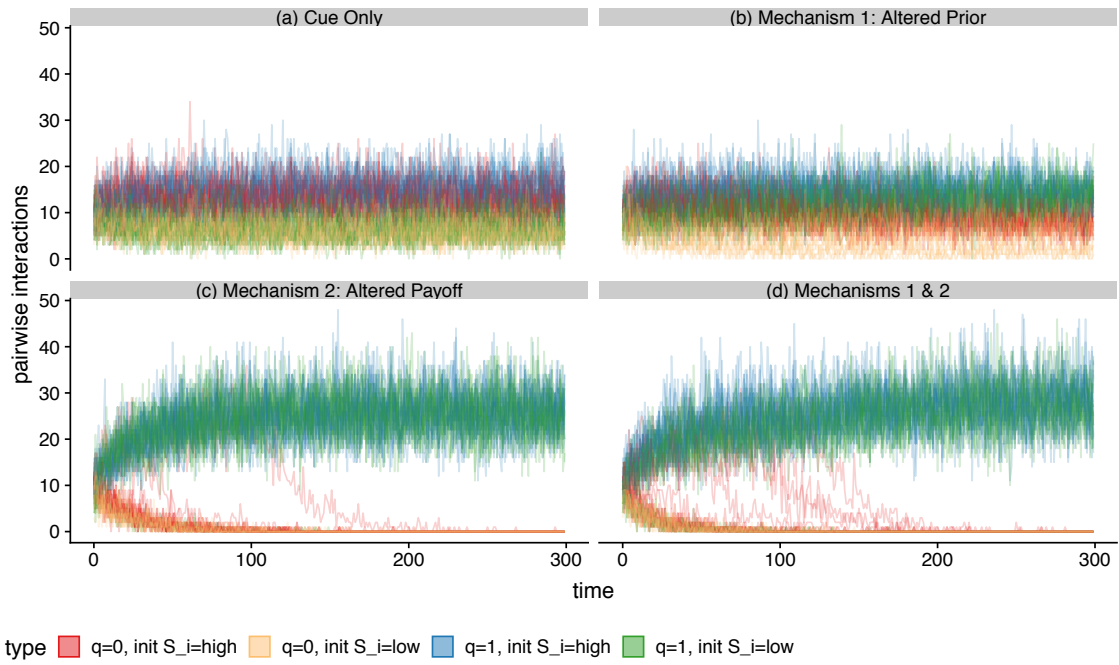 (a) Cue Only
(b) Mechanism 1: Altered Prior
50
40
30
20
10
0
(c) Mechanism 2: Altered Payoff
(d) Mechanisms 1 & 2
50
40
30
20
10
0
pairwise interactions
0
100
200
300
0
100
200
300
time
type
q=0, init S_i=high
q=0, init S_i=low
q=1, init S_i=high
q=1, init S_i=low